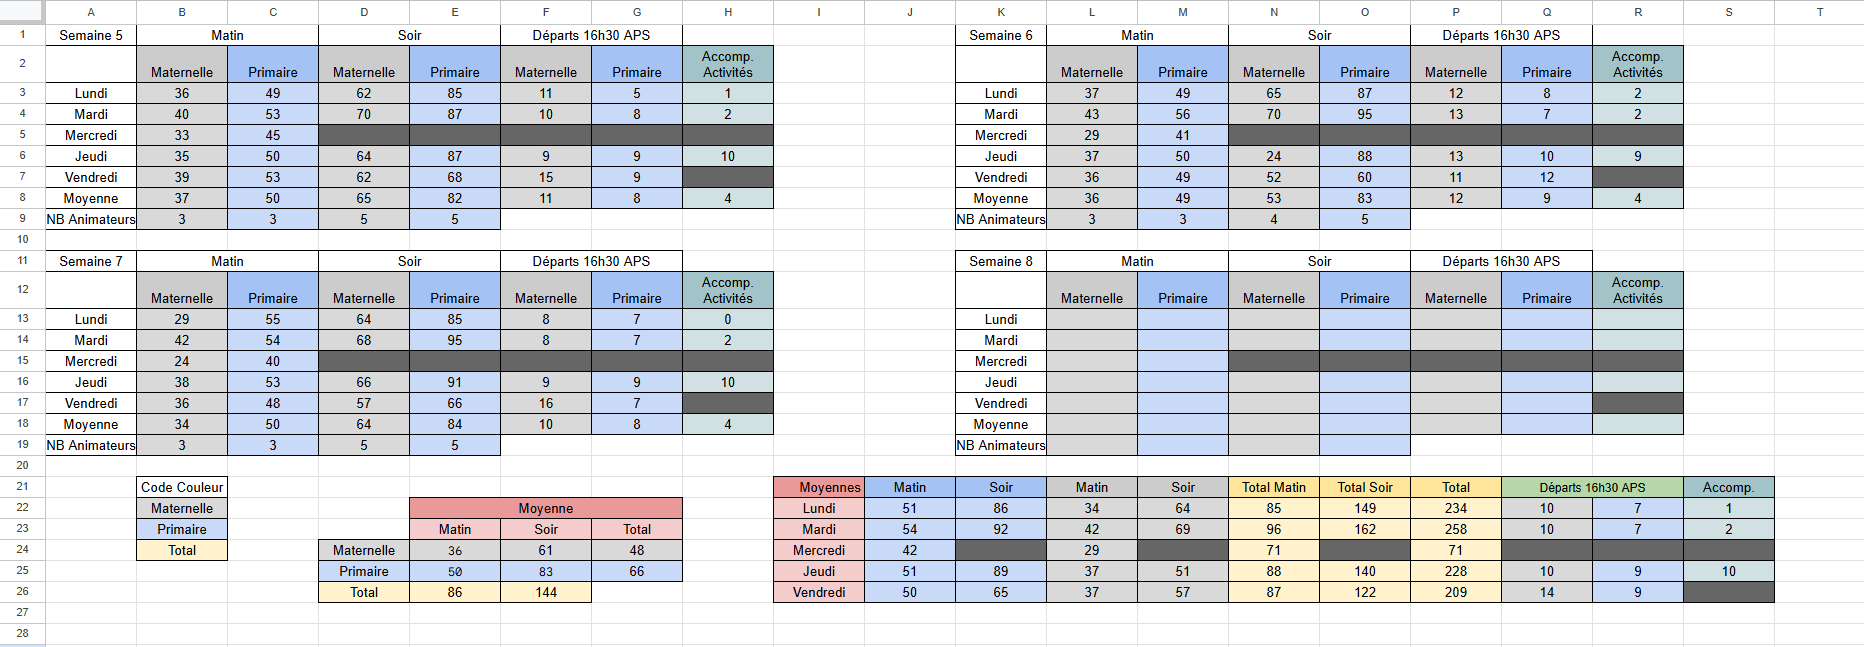 A B C D E F G H I J K L M N O P Q R S T
1 Semaine 5 Matin Soir Départs 16h30 APS Semaine 6 Matin Soir Départs 16h30 APS
2 Maternelle Primaire Maternelle Primaire Maternelle Primaire Accomp. Activités Maternelle Primaire Maternelle Primaire Maternelle Primaire Accomp. Activités
3 Lundi 36 49 62 85 11 5 1 Lundi 37 49 65 87 12 8 2
4 Mardi 40 53 70 87 10 8 2 Mardi 43 56 70 95 13 7 2
5 Mercredi 33 45 Mercredi 29 41
6 Jeudi 35 50 64 87 9 9 10 Jeudi 37 50 24 88 13 10 9
7 Vendredi 39 53 62 68 15 9 Vendredi 36 49 52 60 11 12
8 Moyenne 37 50 65 82 11 8 4 Moyenne 36 49 53 83 12 9 4
9 NB Animateurs 3 3 5 5 NB Animateurs 3 3 4 5
10
11 Semaine 7 Matin Soir Départs 16h30 APS Semaine 8 Matin Soir Départs 16h30 APS
12 Maternelle Primaire Maternelle Primaire Maternelle Primaire Accomp. Activités Maternelle Primaire Maternelle Primaire Maternelle Primaire Accomp. Activités
13 Lundi 29 55 64 85 8 7 0 Lundi
14 Mardi 42 54 68 95 8 7 2 Mardi
15 Mercredi 24 40 Mercredi
16 Jeudi 38 53 66 91 9 9 10 Jeudi
17 Vendredi 36 48 57 66 16 7 Vendredi
18 Moyenne 34 50 64 84 10 8 4 Moyenne
19 NB Animateurs 3 3 5 5 NB Animateurs
20
21 Code Couleur Moyennes Matin Soir Matin Soir Total Matin Total Soir Total Départs 16h30 APS Accomp.
22 Maternelle Moyenne Lundi 51 86 34 64 85 149 234 10 7 1
23 Primaire Matin Soir Total Mardi 54 92 42 69 96 162 258 10 7 2
24 Total Maternelle 36 61 48 Mercredi 42 29 71 71
25 Primaire 50 83 66 Jeudi 51 89 37 51 88 140 228 10 9 10
26 Total 86 144 Vendredi 50 65 37 57 87 122 209 14 9
27
28